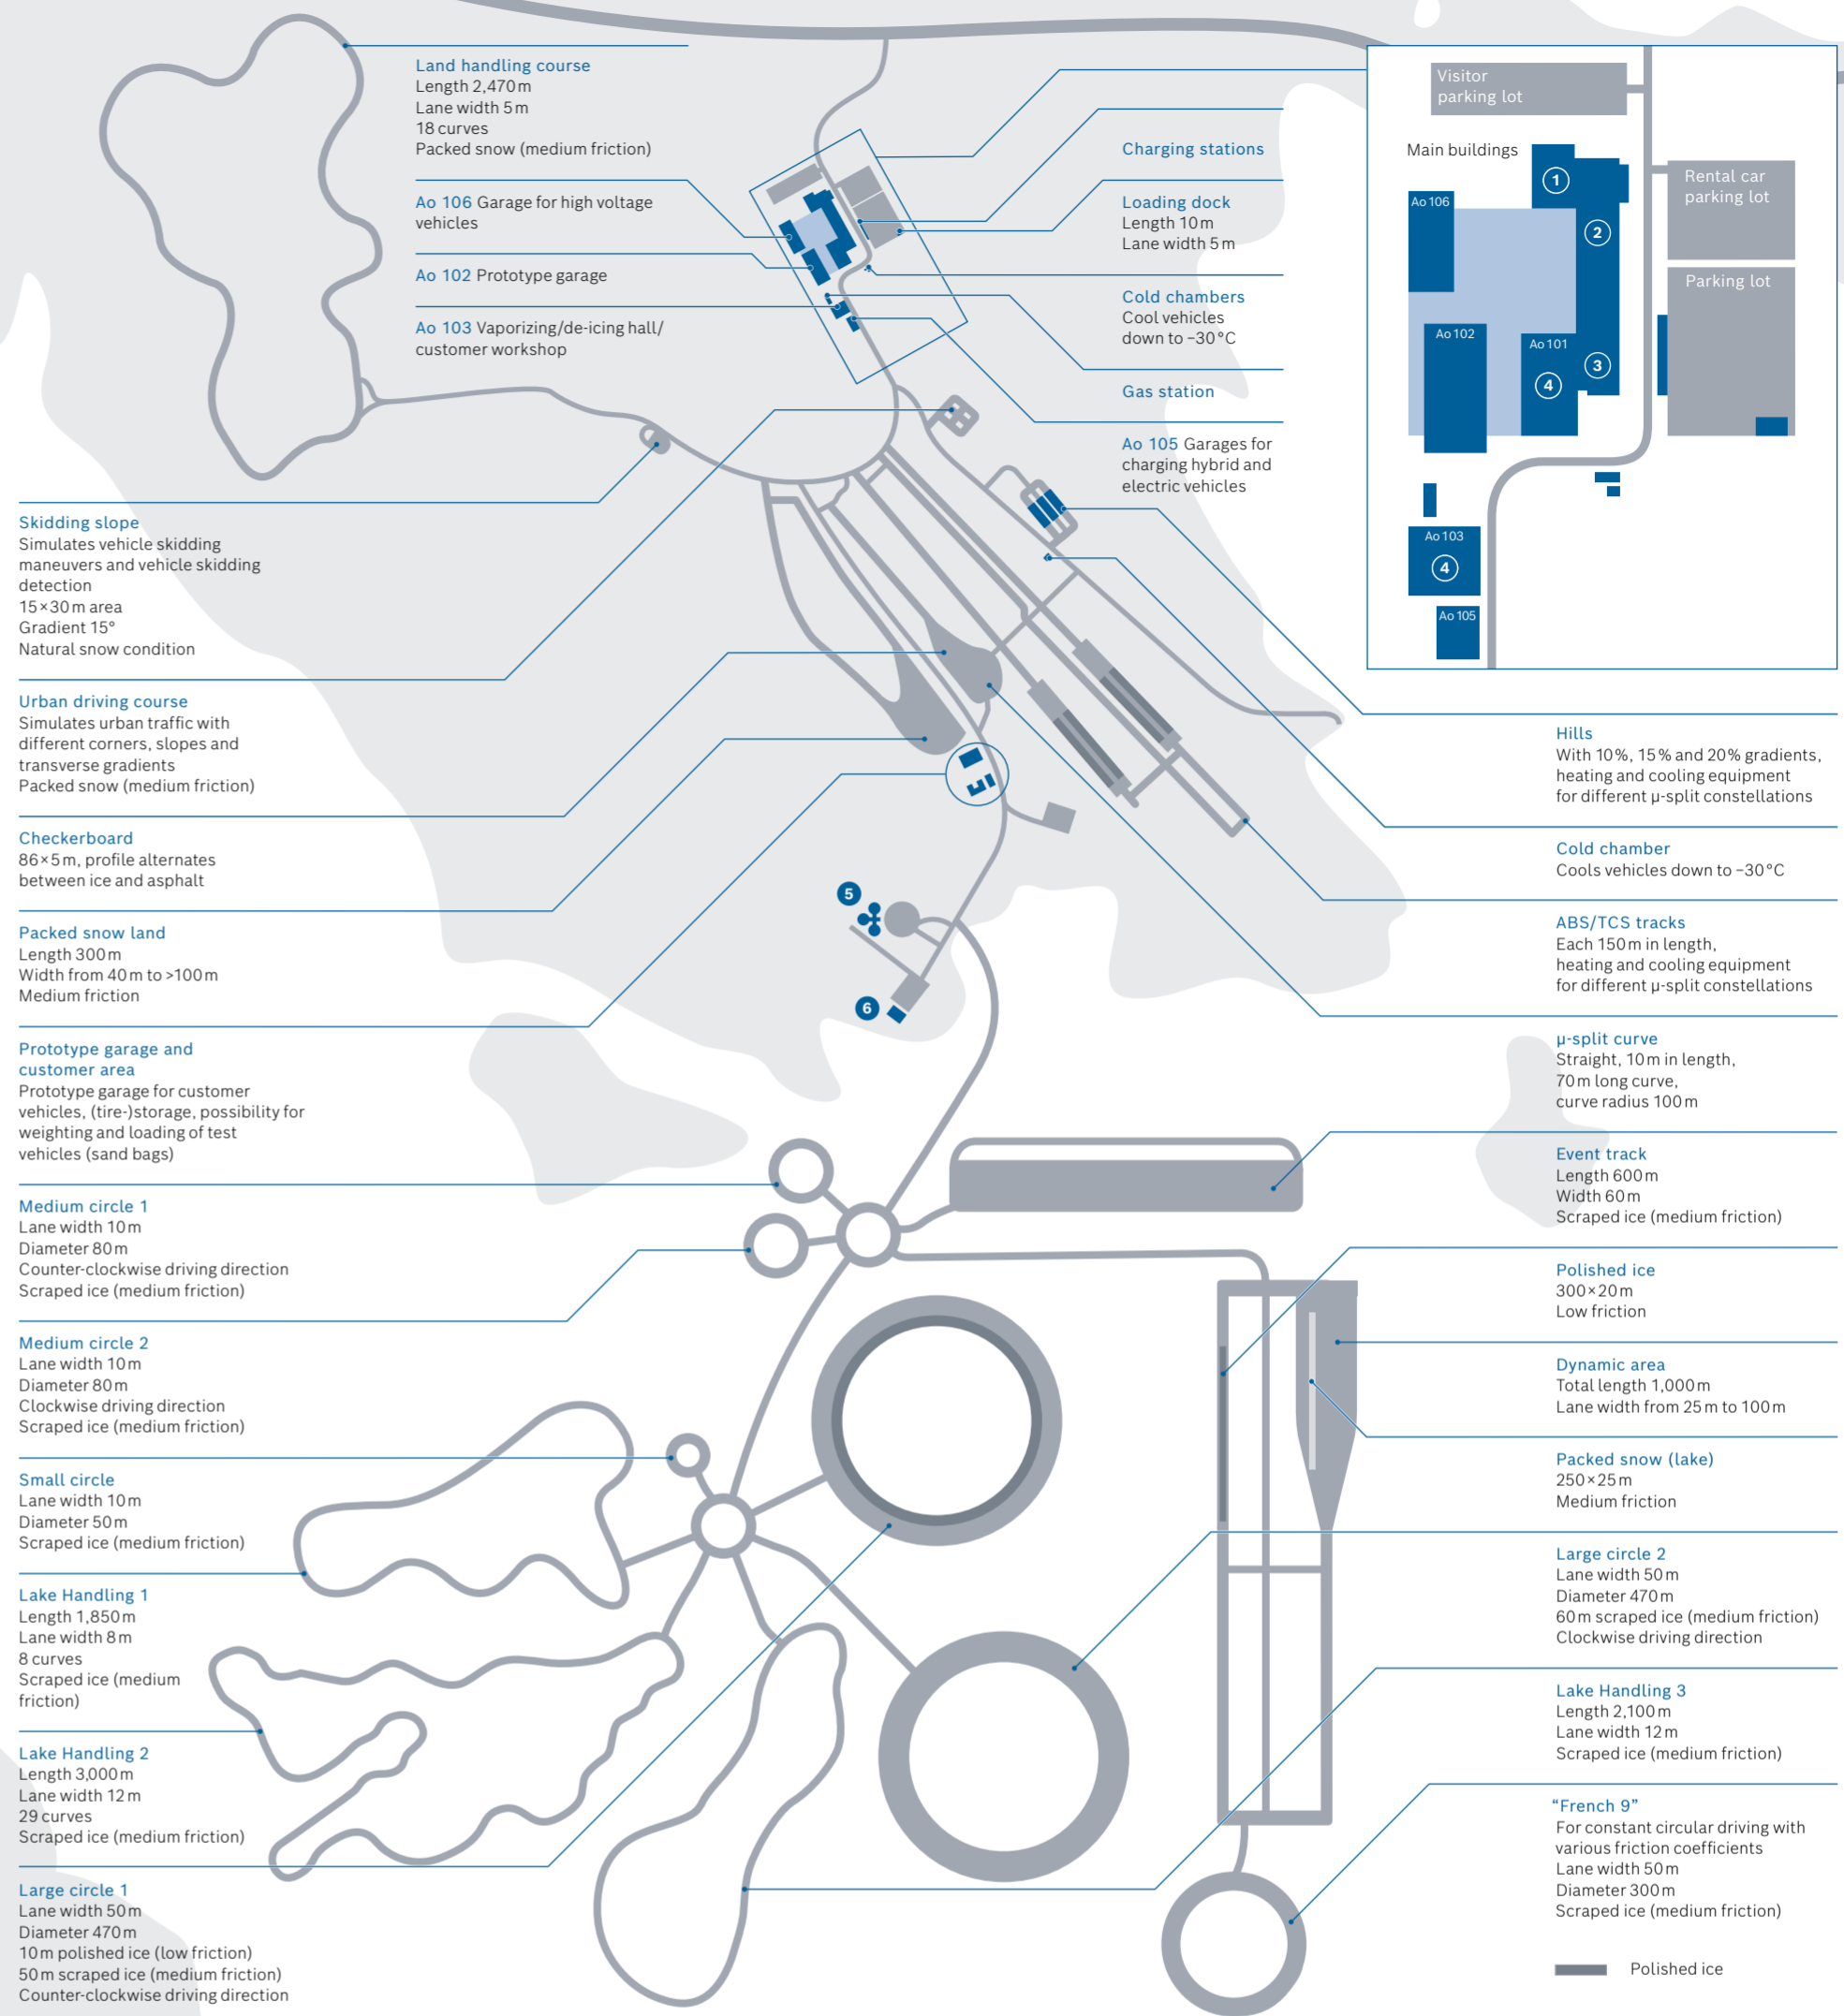 Land handling course
Length 2,470 m
Lane width 5 m
18 curves
Packed snow (medium friction)
Ao 106 Garage for high voltage
vehicles
Ao 102 Prototype garage
Ao 103 Vaporizing/de-icing hall/
customer workshop
Charging stations
Loading dock
Length 10 m
Lane width 5 m
Cold chambers
Cool vehicles
down to −30 °C
Gas station
Ao 105 Garages for
charging hybrid and
electric vehicles
Visitor
parking lot
Main buildings
1
Rental car
parking lot
Ao 106
2
Parking lot
Ao 102
Ao 101
3
4
Ao 103
4
Ao 105
Skidding slope
Simulates vehicle skidding
maneuvers and vehicle skidding
detection
15 × 30 m area
Gradient 15°
Natural snow condition
Urban driving course
Simulates urban traffic with
different corners, slopes and
transverse gradients
Packed snow (medium friction)
Checkerboard
86 × 5 m, profile alternates
between ice and asphalt
Packed snow land
Length 300 m
Width from 40 m to >100 m
Medium friction
Prototype garage and
customer area
Prototype garage for customer
vehicles, (tire-)storage, possibility for
weighting and loading of test
vehicles (sand bags)
Medium circle 1
Lane width 10 m
Diameter 80 m
Counter-clockwise driving direction
Scraped ice (medium friction)
Medium circle 2
Lane width 10 m
Diameter 80 m
Clockwise driving direction
Scraped ice (medium friction)
Small circle
Lane width 10 m
Diameter 50 m
Scraped ice (medium friction)
Lake Handling 1
Length 1,850 m
Lane width 8 m
8 curves
Scraped ice (medium
friction)
Lake Handling 2
Length 3,000 m
Lane width 12 m
29 curves
Scraped ice (medium friction)
Large circle 1
Lane width 50 m
Diameter 470 m
10 m polished ice (low friction)
50 m scraped ice (medium friction)
Counter-clockwise driving direction
5
6
Hills
With 10 %, 15 % and 20 % gradients,
heating and cooling equipment
for different µ-split constellations
Cold chamber
Cools vehicles down to −30 °C
ABS/TCS tracks
Each 150 m in length,
heating and cooling equipment
for different µ-split constellations
µ-split curve
Straight, 10 m in length,
70 m long curve,
curve radius 100 m
Event track
Length 600 m
Width 60 m
Scraped ice (medium friction)
Polished ice
300 × 20 m
Low friction
Dynamic area
Total length 1,000 m
Lane width from 25 m to 100 m
Packed snow (lake)
250 × 25 m
Medium friction
Large circle 2
Lane width 50 m
Diameter 470 m
60 m scraped ice (medium friction)
Clockwise driving direction
Lake Handling 3
Length 2,100 m
Lane width 12 m
Scraped ice (medium friction)
“French 9”
For constant circular driving with
various friction coefficients
Lane width 50 m
Diameter 300 m
Scraped ice (medium friction)
Polished ice